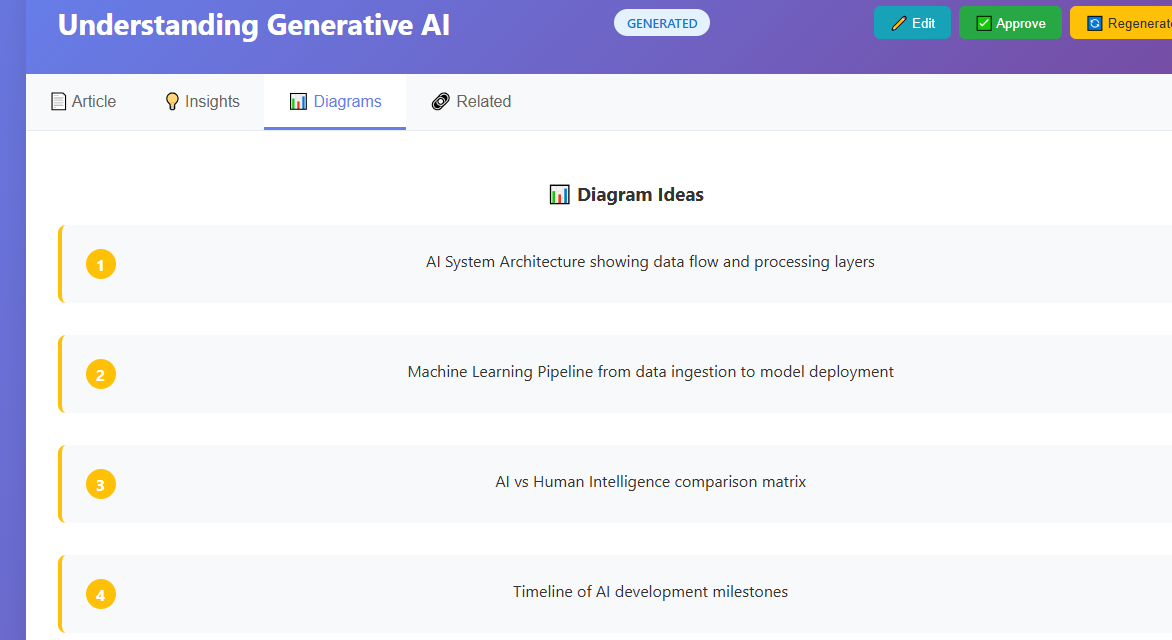 Understanding Generative AI
GENERATED
Edit
Approve
Regenerat
Article
Insights
Diagrams
Related
Diagram Ideas
1
AI System Architecture showing data flow and processing layers
2
Machine Learning Pipeline from data ingestion to model deployment
3
AI vs Human Intelligence comparison matrix
4
Timeline of AI development milestones